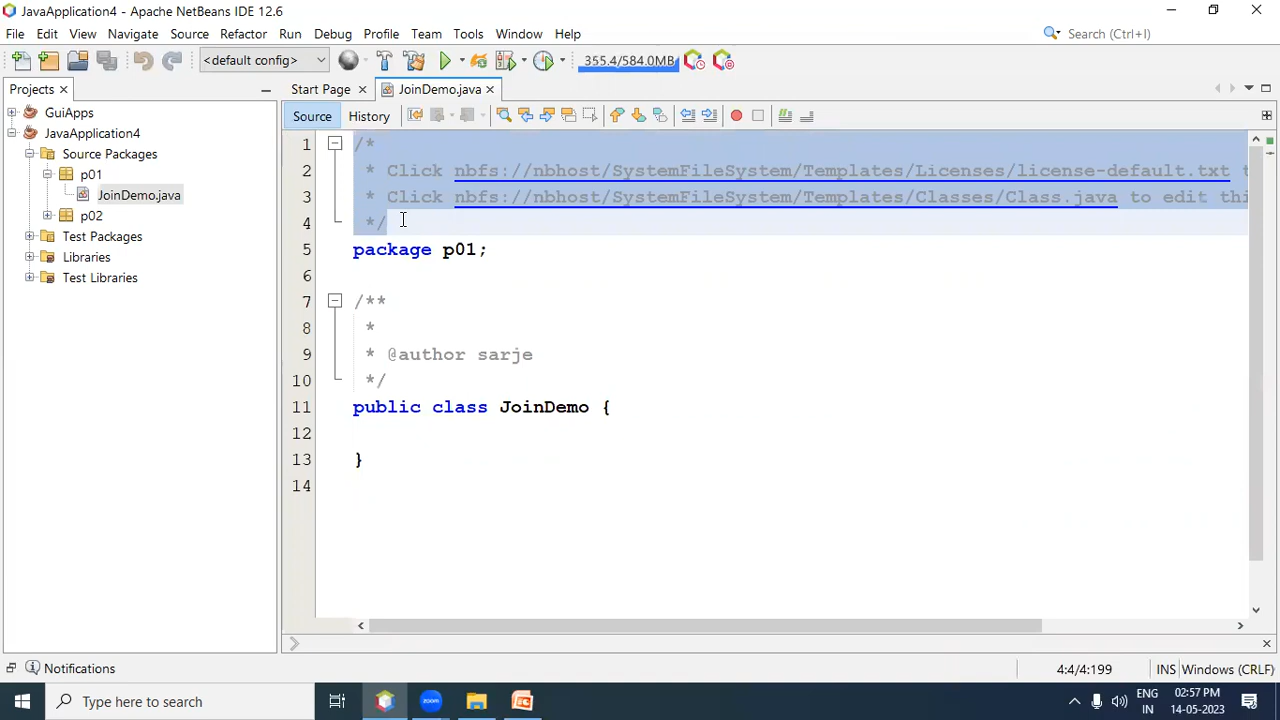 JavaApplication4 - Apache NetBeans IDE 12.6
File Edit View Navigate Source Refactor Run Debug Profile Team Tools Window Help
Search (Ctrl+I)
<default config>
355.4/584.0MB
Projects
Start Page
JoinDemo.java
Source History
GuiApps
JavaApplication4
Source Packages
p01
JoinDemo.java
p02
Test Packages
Libraries
Test Libraries
1 /*
2 * Click nbfs://nbhost/SystemFileSystem/Templates/Licenses/license-default.txt t
3 * Click nbfs://nbhost/SystemFileSystem/Templates/Classes/Class.java to edit thi
4 */
5 package p01;
6
7 /**
8 *
9 * @author sarje
10 */
11 public class JoinDemo {
12
13 }
14
Notifications
4:4/4:199
INS Windows (CRLF)
Type here to search
zoom
ENG
IN
02:57 PM
14-05-2023